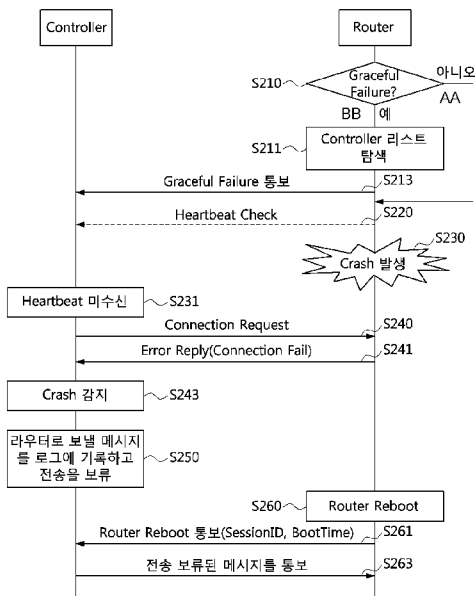 Controller
Router
S210
Graceful
Failure?
아니오
AA
BB
예
S211
Controller 리스트
탐색
Graceful Failure 통보
S213
Heartbeat Check
S220
S230
Crash 발생
Heartbeat 미수신
S231
Connection Request
S240
Error Reply(Connection Fail)
S241
Crash 감지
S243
라우터로 보낼 메시지
를 로그에 기록하고
전송을 보류
S250
S260
Router Reboot
Router Reboot 통보(SessionID, BootTime)
S261
전송 보류된 메시지를 통보
S263